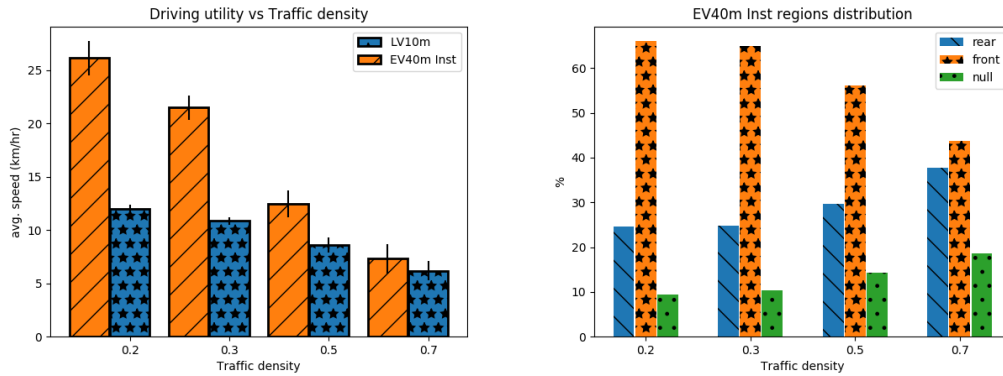 Driving utility vs Traffic density
LV10m
EV40m Inst
avg. speed (km/hr)
25
20
15
10
5
0
0.2
0.3
0.5
0.7
Traffic density
EV40m Inst regions distribution
rear
front
null
%
60
50
40
30
20
10
0
0.2
0.3
0.5
0.7
Traffic density